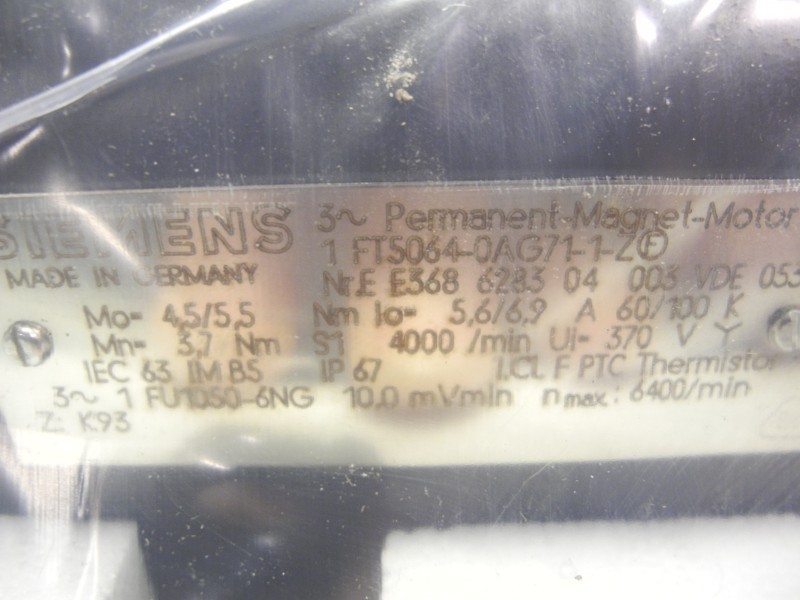 SIEMENS 3~ Permanent-Magnet-Motor
1 FT5064-0AG71-1-Z Ⓕ
MADE IN GERMANY Nr.E E368 6283 04 003 VDE 053
Mo= 4,5/5,5 Nm Io= 5,6/6,9 A 60/100 K
Mn= 3,7 Nm S1 4000 /min Ui= 370 V Y
IEC 63 IM B5 IP 67 I.CL F PTC Thermistor
3~ 1 FU1050-6NG 10.0 mVmin nmax.: 6400/min
Z: K93